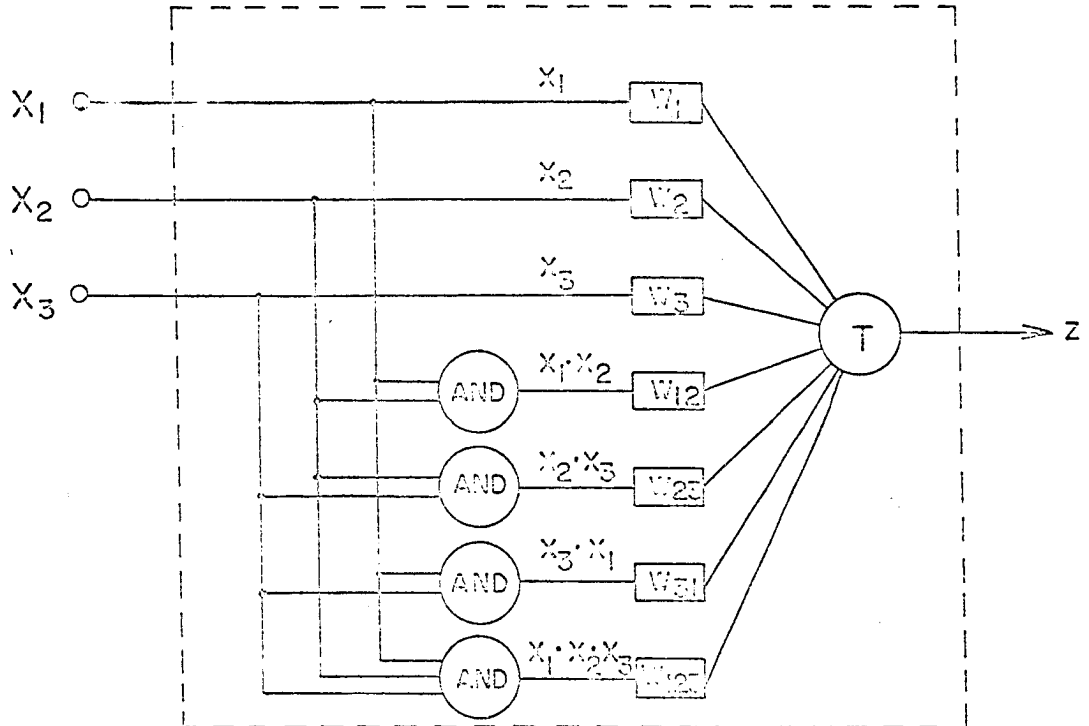 X₁ X₁ W₁
X₂ X₂ W₂
X₃ X₃ W₃
T Z
AND X₁·X₂ W₁₂
AND X₂·X₃ W₂₃
AND X₃·X₁ W₃₁
AND X₁·X₂·X₃ W₁₂₃